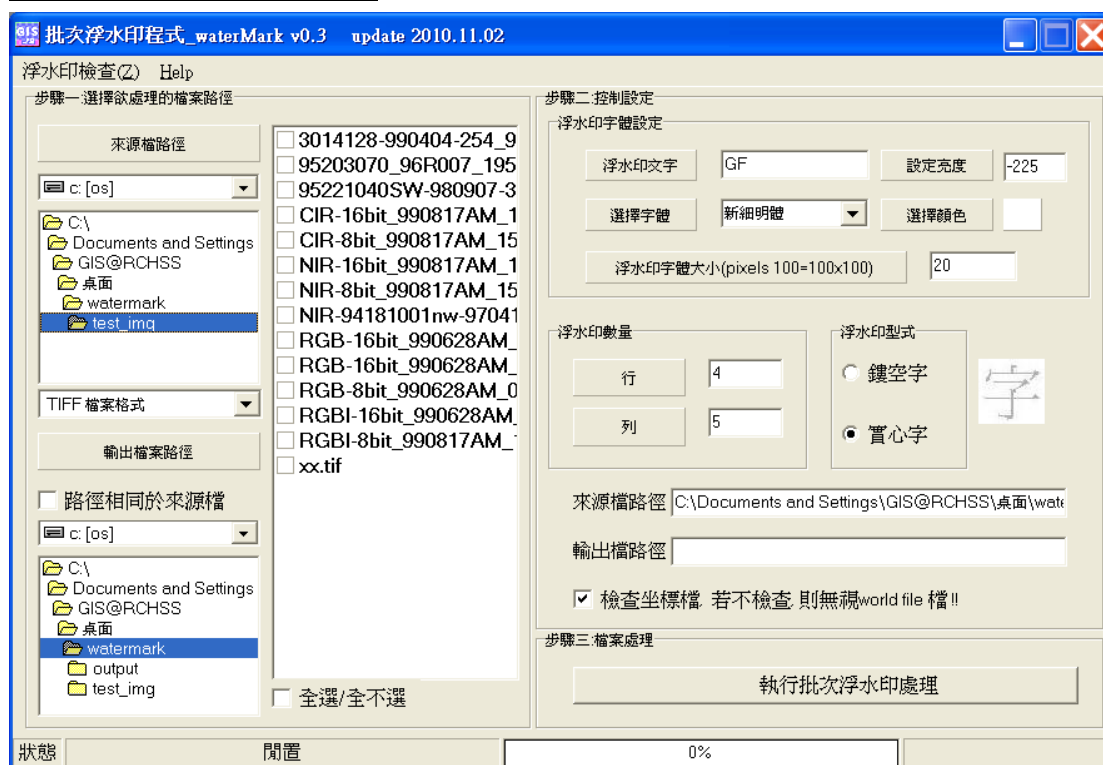 批次浮水印程式_waterMark v0.3 update 2010.11.02
浮水印檢查(Z) Help
步驟一:選擇欲處理的檔案路徑
來源檔路徑
c: [os]
C:\
Documents and Settings
GIS@RCHSS
桌面
watermark
test_img
TIFF 檔案格式
輸出檔案路徑
路徑相同於來源檔
c: [os]
C:\
Documents and Settings
GIS@RCHSS
桌面
watermark
output
test_img
3014128-990404-254_9
95203070_96R007_195
95221040SW-980907-3
CIR-16bit_990817AM_1
CIR-8bit_990817AM_15
NIR-16bit_990817AM_1
NIR-8bit_990817AM_15
NIR-94181001nw-97041
RGB-16bit_990628AM_
RGB-16bit_990628AM_
RGB-8bit_990628AM_0
RGBI-16bit_990628AM_
RGBI-8bit_990817AM_1
xx.tif
全選/全不選
步驟二:控制設定
浮水印字體設定
浮水印文字 GF 設定亮度 -225
選擇字體 新細明體 選擇顏色
浮水印字體大小(pixels 100=100x100) 20
浮水印數量
行 4
列 5
浮水印型式
鏤空字
實心字
字
來源檔路徑 C:\Documents and Settings\GIS@RCHSS\桌面\wate
輸出檔路徑
檢查坐標檔, 若不檢查, 則無視world file 檔 !!
步驟三:檔案處理
執行批次浮水印處理
狀態 閒置 0%